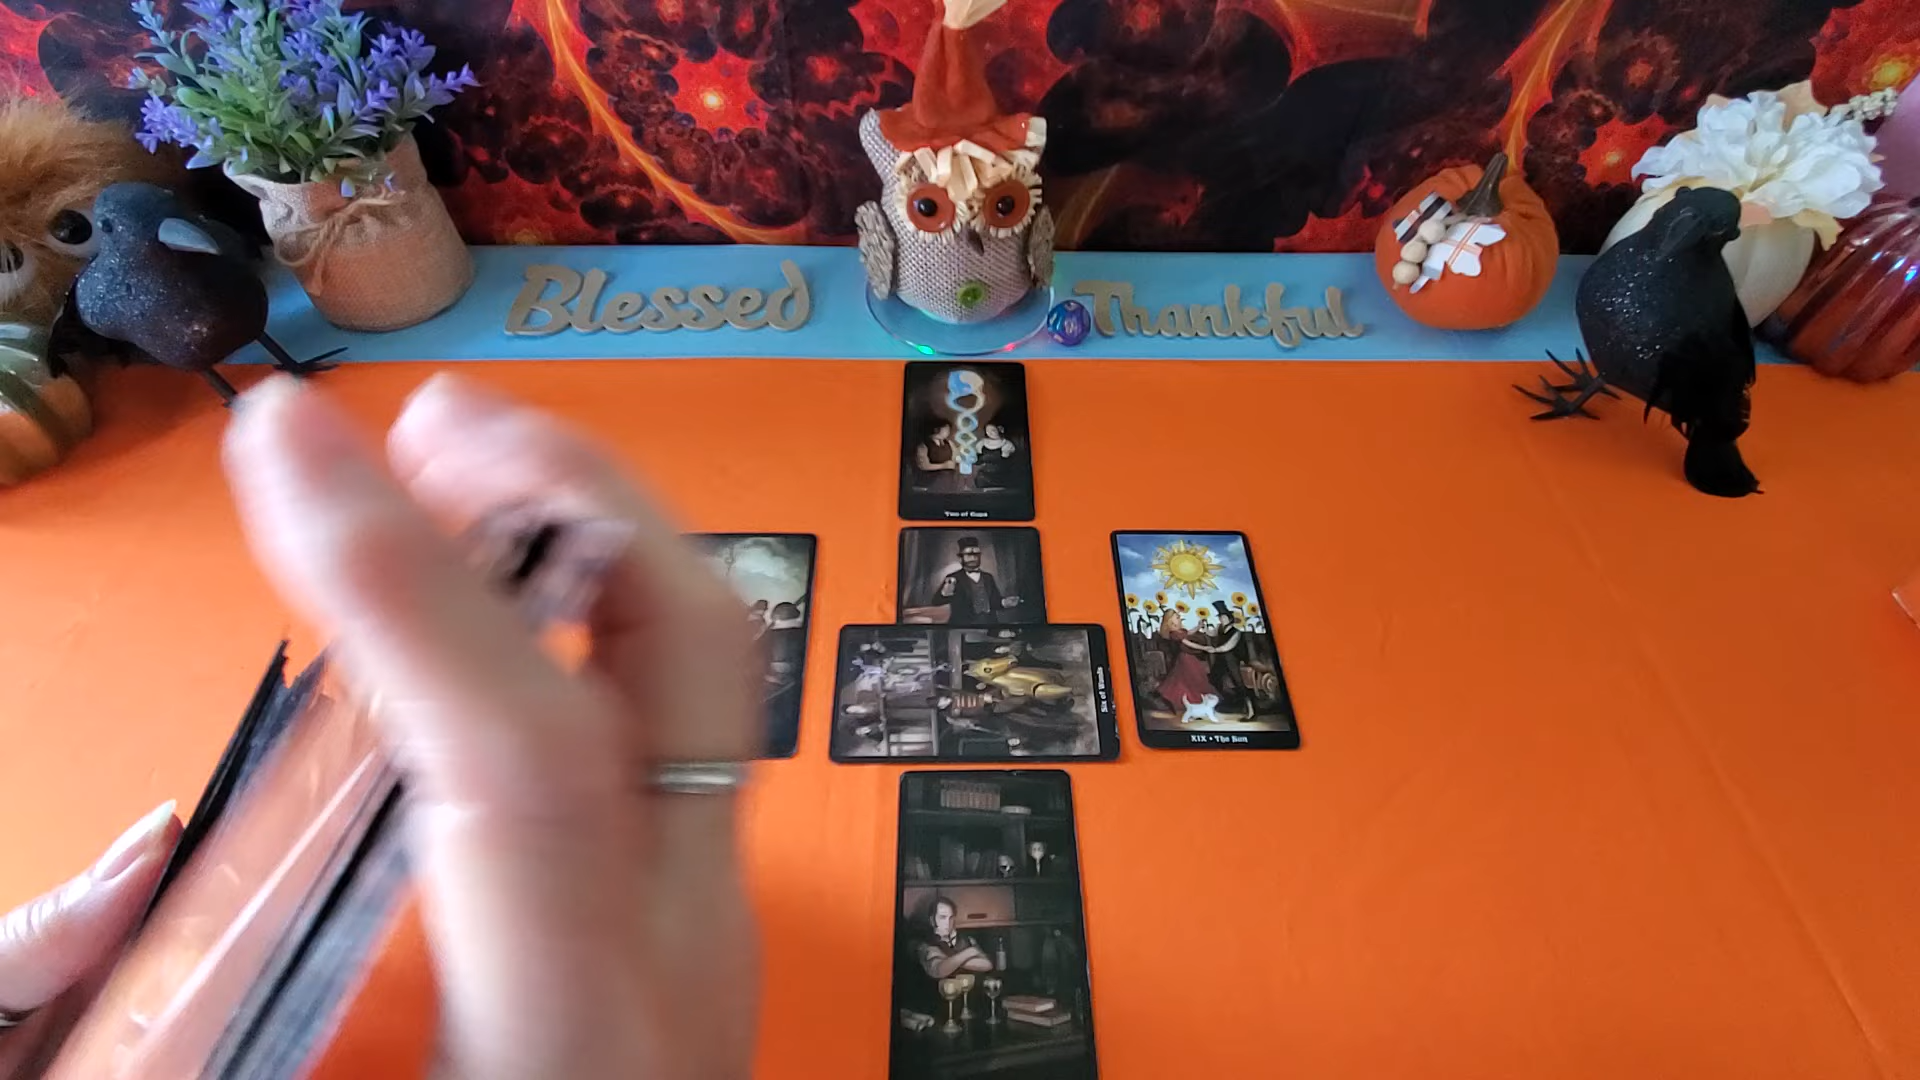 Blessed
Thankful
Two of Cups
Six of Wands
XIX • The Sun